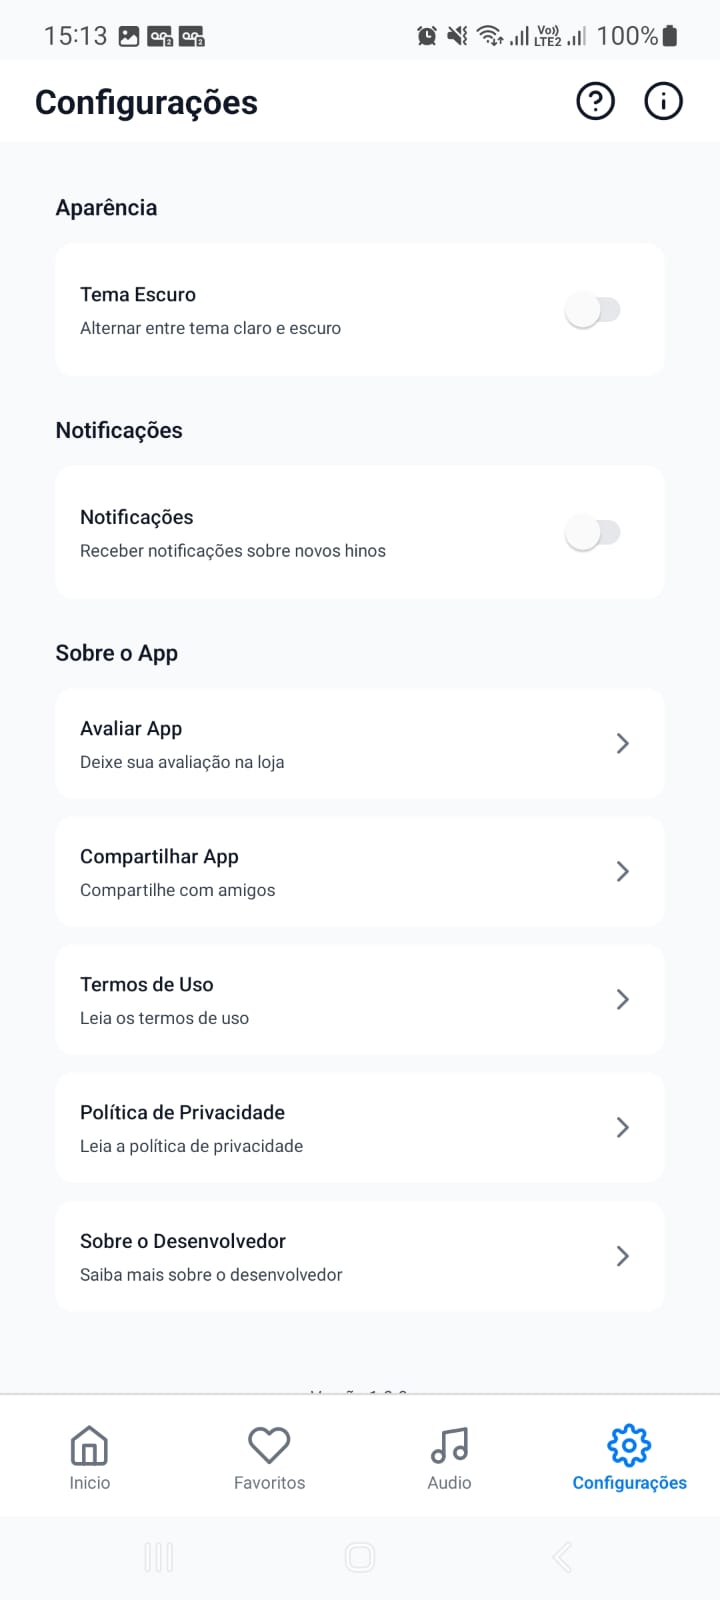 15:13 Vo)) LTE2 100%
Configurações
Aparência
Tema Escuro
Alternar entre tema claro e escuro
Notificações
Notificações
Receber notificações sobre novos hinos
Sobre o App
Avaliar App
Deixe sua avaliação na loja
Compartilhar App
Compartilhe com amigos
Termos de Uso
Leia os termos de uso
Política de Privacidade
Leia a política de privacidade
Sobre o Desenvolvedor
Saiba mais sobre o desenvolvedor
Inicio Favoritos Audio Configurações